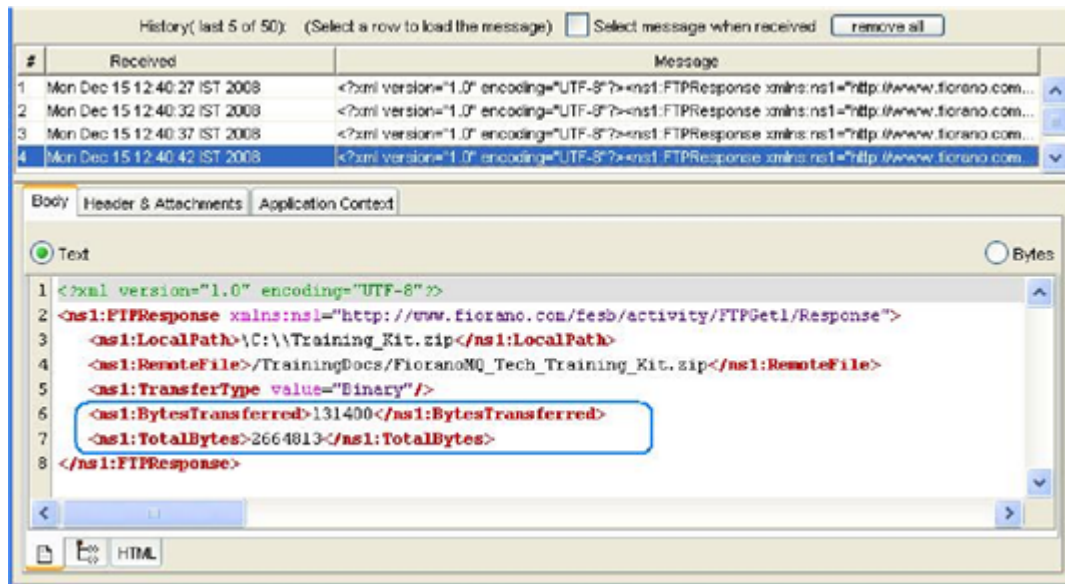 History( last 5 of 50): (Select a row to load the message) Select message when received remove all
# Received Message
1 Mon Dec 15 12:40:27 IST 2008 <?xml version="1.0" encoding="UTF-8"?><ns1:FTPResponse xmlns:ns1="http://www.fiorano.com...
2 Mon Dec 15 12:40:32 IST 2008 <?xml version="1.0" encoding="UTF-8"?><ns1:FTPResponse xmlns:ns1="http://www.fiorano.com...
3 Mon Dec 15 12:40:37 IST 2008 <?xml version="1.0" encoding="UTF-8"?><ns1:FTPResponse xmlns:ns1="http://www.fiorano.com...
4 Mon Dec 15 12:40:42 IST 2008 <?xml version="1.0" encoding="UTF-8"?><ns1:FTPResponse xmlns:ns1="http://www.fiorano.com...
Body Header & Attachments Application Context
Text Bytes
1 <?xml version="1.0" encoding="UTF-8"?>
2 <ns1:FTPResponse xmlns:ns1="http://www.fiorano.com/fesb/activity/FTPGet1/Response">
3 <ns1:LocalPath>\C:\\Training_Kit.zip</ns1:LocalPath>
4 <ns1:RemoteFile>/TrainingDocs/FioranoMQ_Tech_Training_Kit.zip</ns1:RemoteFile>
5 <ns1:TransferType value="Binary"/>
6 <ns1:BytesTransferred>131400</ns1:BytesTransferred>
7 <ns1:TotalBytes>2664813</ns1:TotalBytes>
8 </ns1:FTPResponse>
HTML